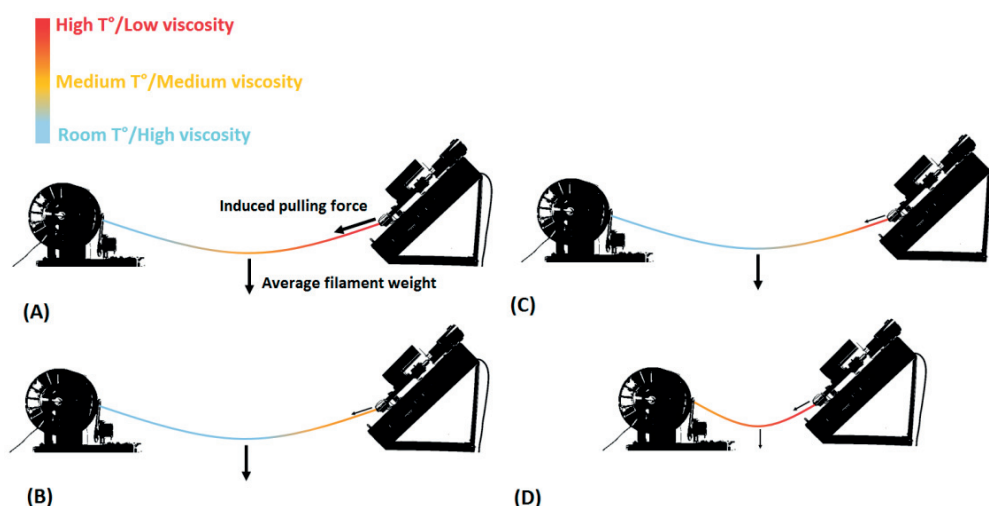 High T°/Low viscosity
Medium T°/Medium viscosity
Room T°/High viscosity
Induced pulling force
Average filament weight
(A)
(C)
(B)
(D)